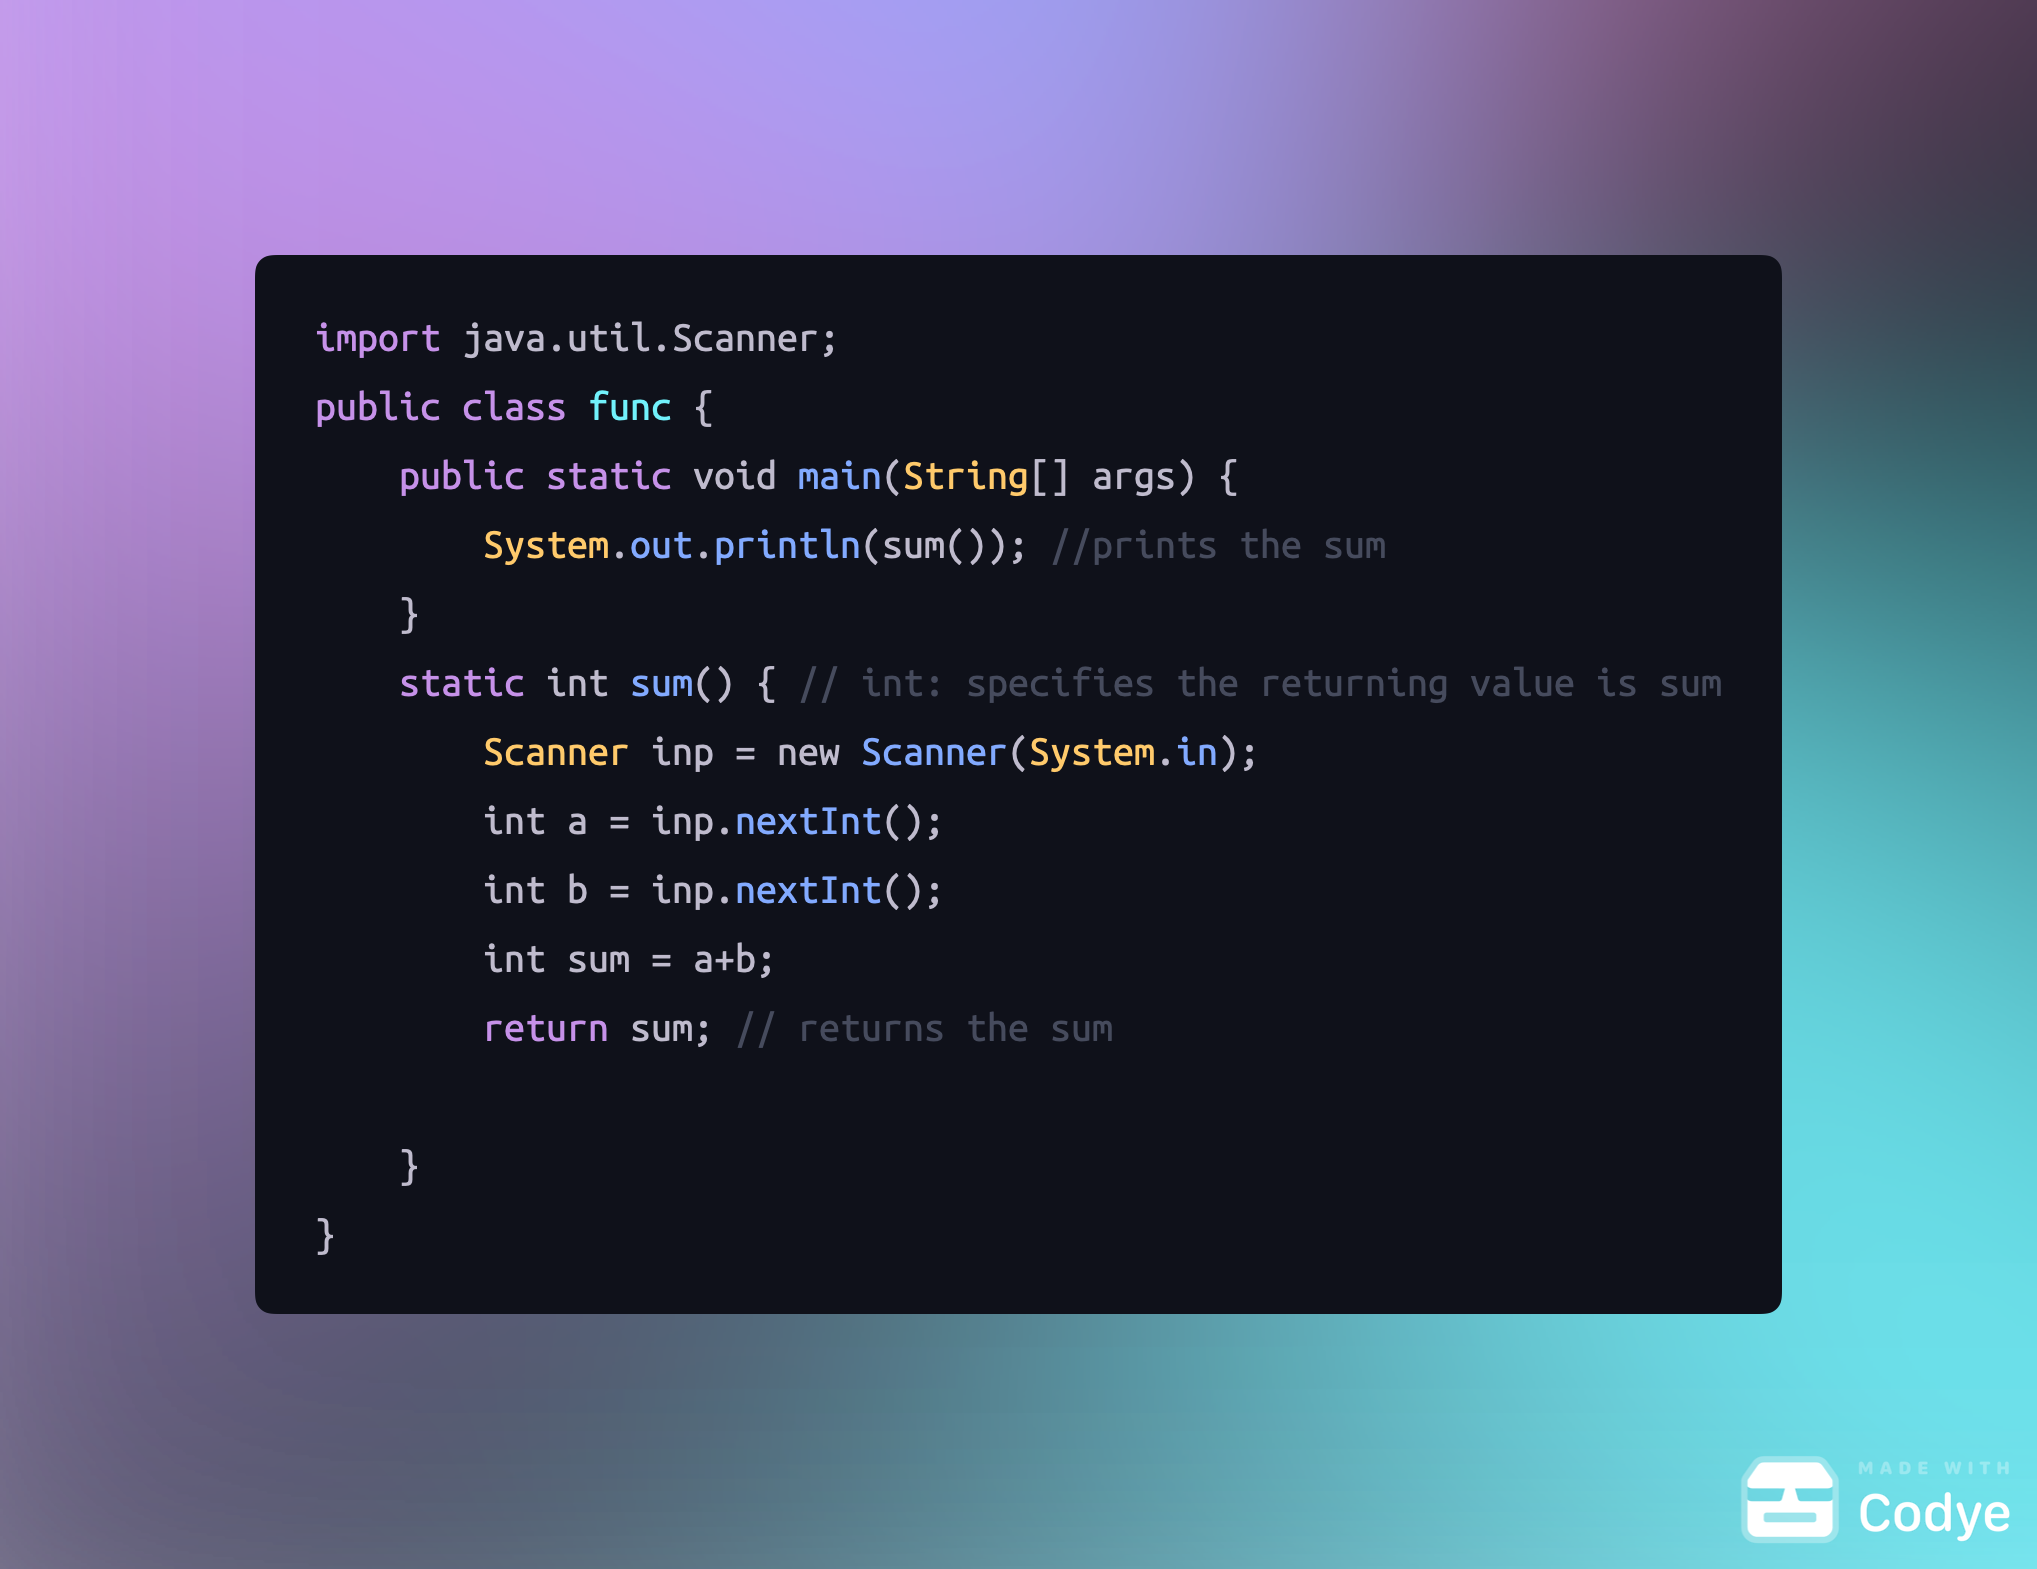 import java.util.Scanner;
public class func {
    public static void main(String[] args) {
        System.out.println(sum()); //prints the sum
    }
    static int sum() { // int: specifies the returning value is sum
        Scanner inp = new Scanner(System.in);
        int a = inp.nextInt();
        int b = inp.nextInt();
        int sum = a+b;
        return sum; // returns the sum

    }
}
MADE WITH
Codye